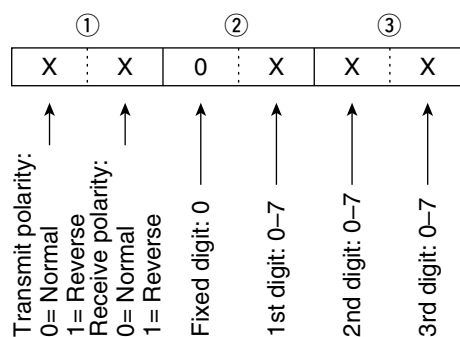 ① ② ③
X X 0 X X X
Transmit polarity:
0= Normal
1= Reverse
Receive polarity:
0= Normal
1= Reverse
Fixed digit: 0
1st digit: 0–7
2nd digit: 0–7
3rd digit: 0–7